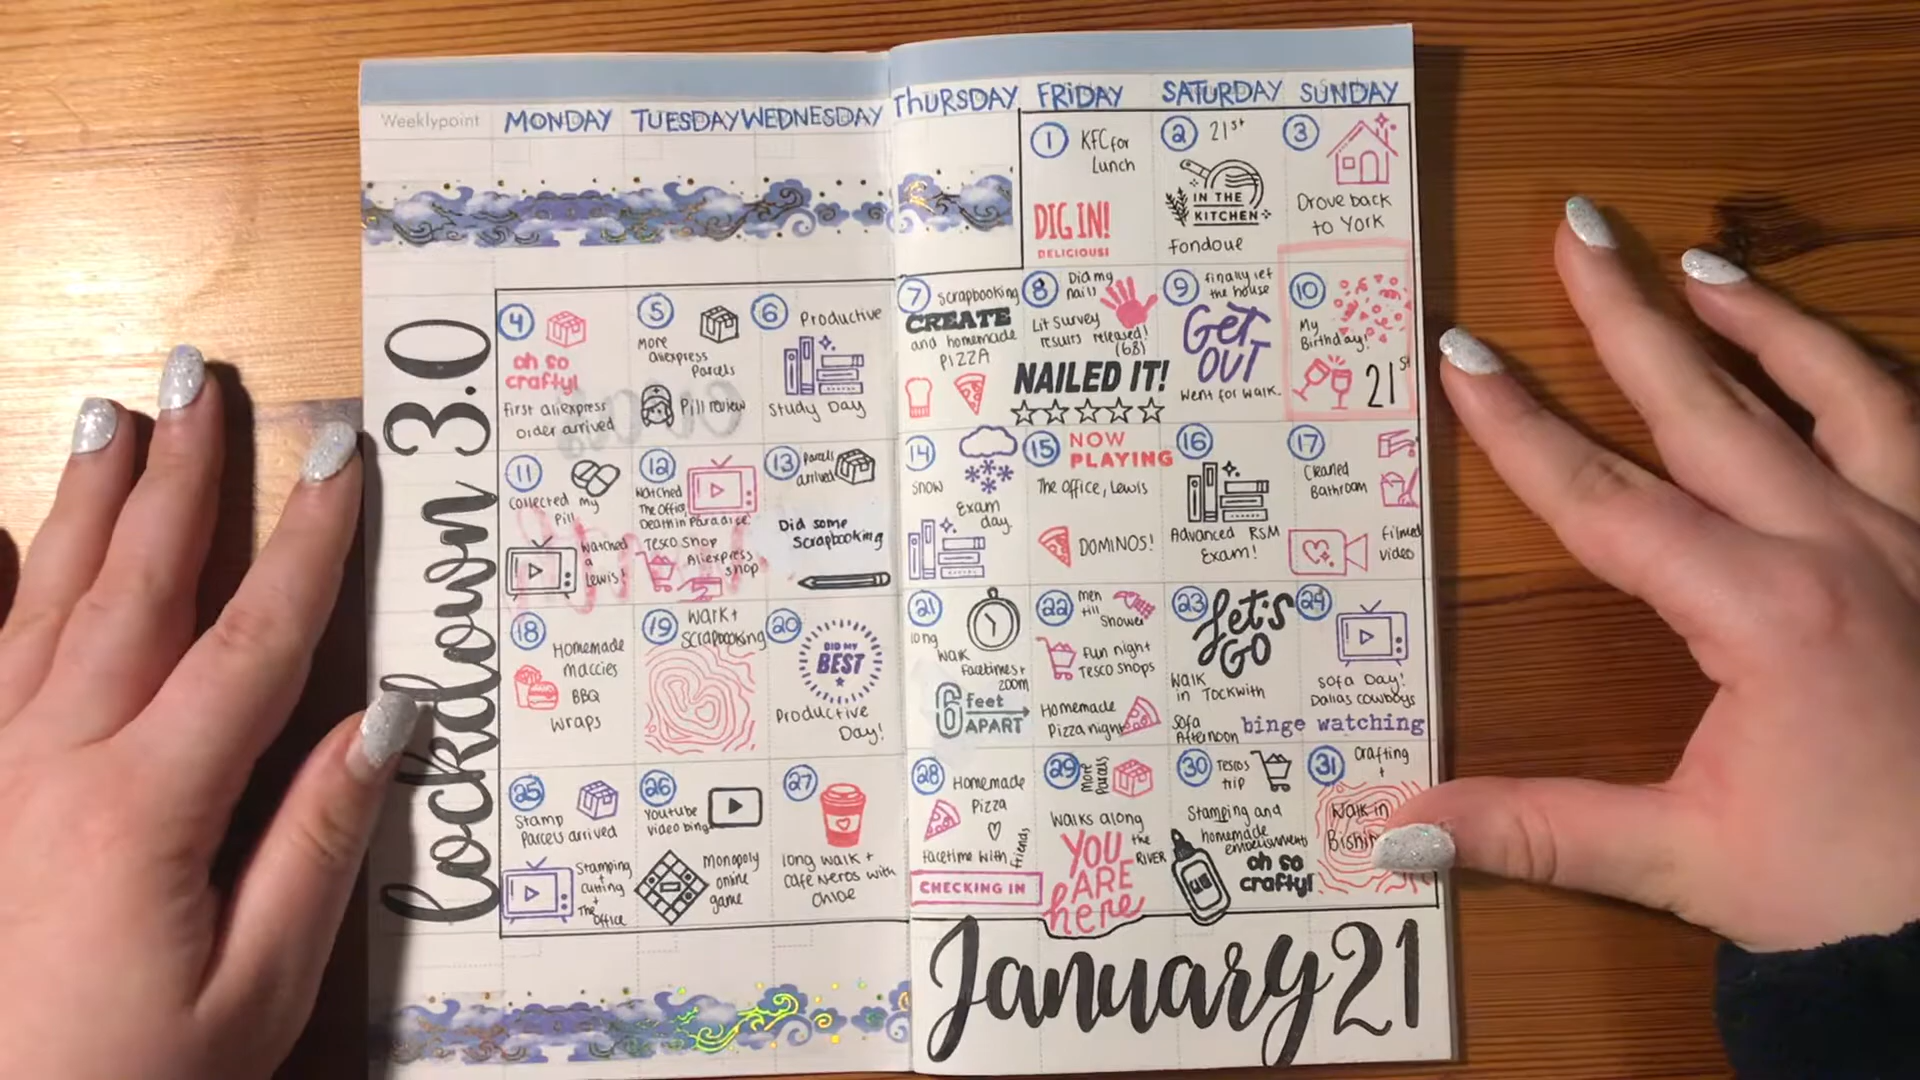 Weeklypoint
MONDAY TUESDAY WEDNESDAY THURSDAY FRIDAY SATURDAY SUNDAY
lockdown 3.0
1 KFC for
Lunch
DIG IN!
DELICIOUS!
2 21st
IN THE
KITCHEN
Fondoue
3
Drove back
to York
4
oh so
crafty!
First aliexpress
order arrived
5
More
aliexpress
parcels
Pill review
6 Productive
Study Day
7 Scrapbooking
CREATE
and homemade
PIZZA
8 Did my
nails
Lit Survey
results released!
(68)
NAILED IT!
9 finally left
the house
Get
OUT
Went for walk.
10
My
Birthday!
21st
11
Collected my
Pill
Watched
a
Lewis!
12
Watched
The Office,
Death in Paradise
Tesco shop
Aliexpress
shop
13 Parcels
arrived
Did some
Scrapbooking
14
Snow
Exam
day
15 NOW
PLAYING
The Office, Lewis
DOMINOS!
16
Advanced RSM
Exam!
17
Cleaned
Bathroom
filmed
video
18
Homemade
maccies
BBQ
wraps
19 Walk +
Scrapbooking
20
DID MY
BEST
Productive
Day!
21
long
walk
Facetimes +
zoom
6 feet
APART
22 men
fill
Shower
Fun night
Tesco shops
Homemade
Pizza night
23 Let's
GO
Walk
in Tockwith
Sofa
Afternoon
24
Sofa Day!
Dallas cowboys
binge watching
25
Stamp
Parcels arrived
Stamping
+
cutting
+
The office
26
Youtube
video binge
Monopoly
online
game
27
long walk +
Cafe Neros with
Chloe
28 Homemade
Pizza
Facetime with friends
CHECKING IN
29 More
Parcels
Walks along
the
RIVER
YOU
ARE
here
30 Tescos
trip
Stamping and
homemade
embelishments
oh so
crafty!
31 Crafting
+
Walk in
January 21